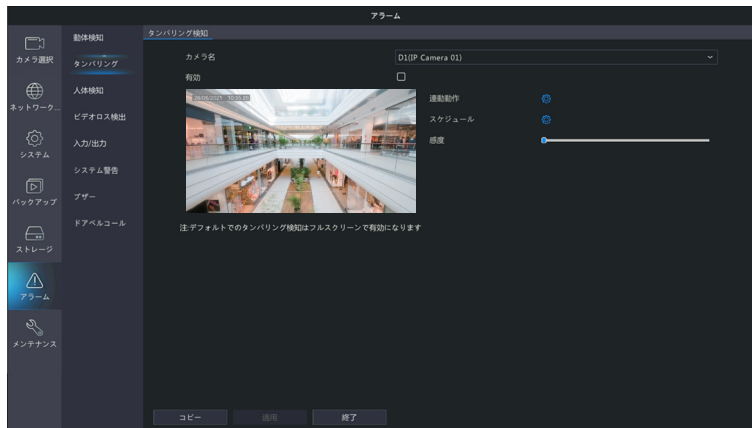 アラーム
カメラ選択
ネットワーク...
システム
バックアップ
ストレージ
アラーム
メンテナンス
動体検知
タンパリング
人体検知
ビデオロス検出
入力/出力
システム警告
ブザー
ドアベルコール
タンパリング検知
カメラ名
D1(IP Camera 01)
有効
連動動作
スケジュール
感度
注:デフォルトでのタンパリング検知はフルスクリーンで有効になります
コピー
適用
終了